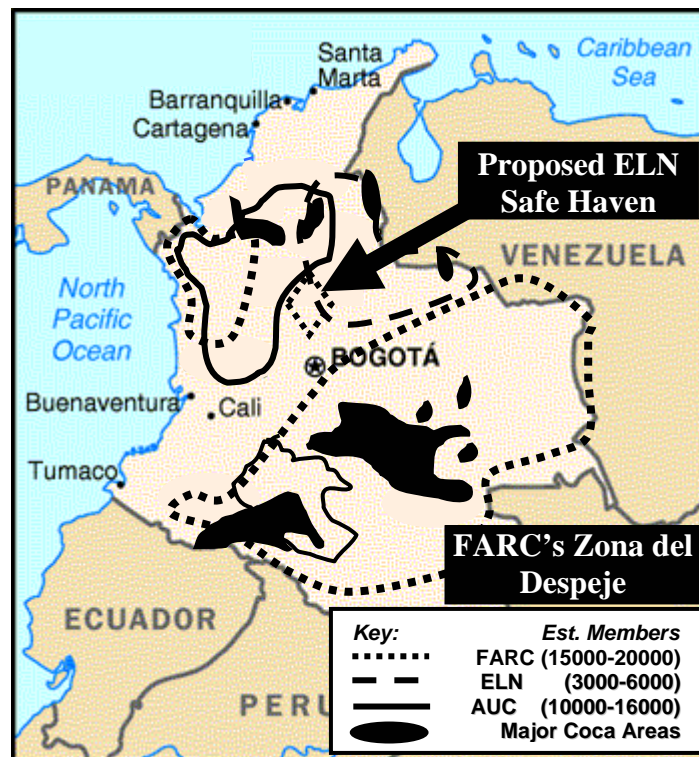 Santa
Marta
Caribbean
Sea
Barranquilla
Cartagena
Proposed ELN
Safe Haven
PANAMA
VENEZUELA
North
Pacific
Ocean
BOGOTÁ
Buenaventura
Cali
Tumaco
FARC's Zona del
Despeje
ECUADOR
PERU
Key: Est. Members
FARC (15000-20000)
ELN (3000-6000)
AUC (10000-16000)
Major Coca Areas